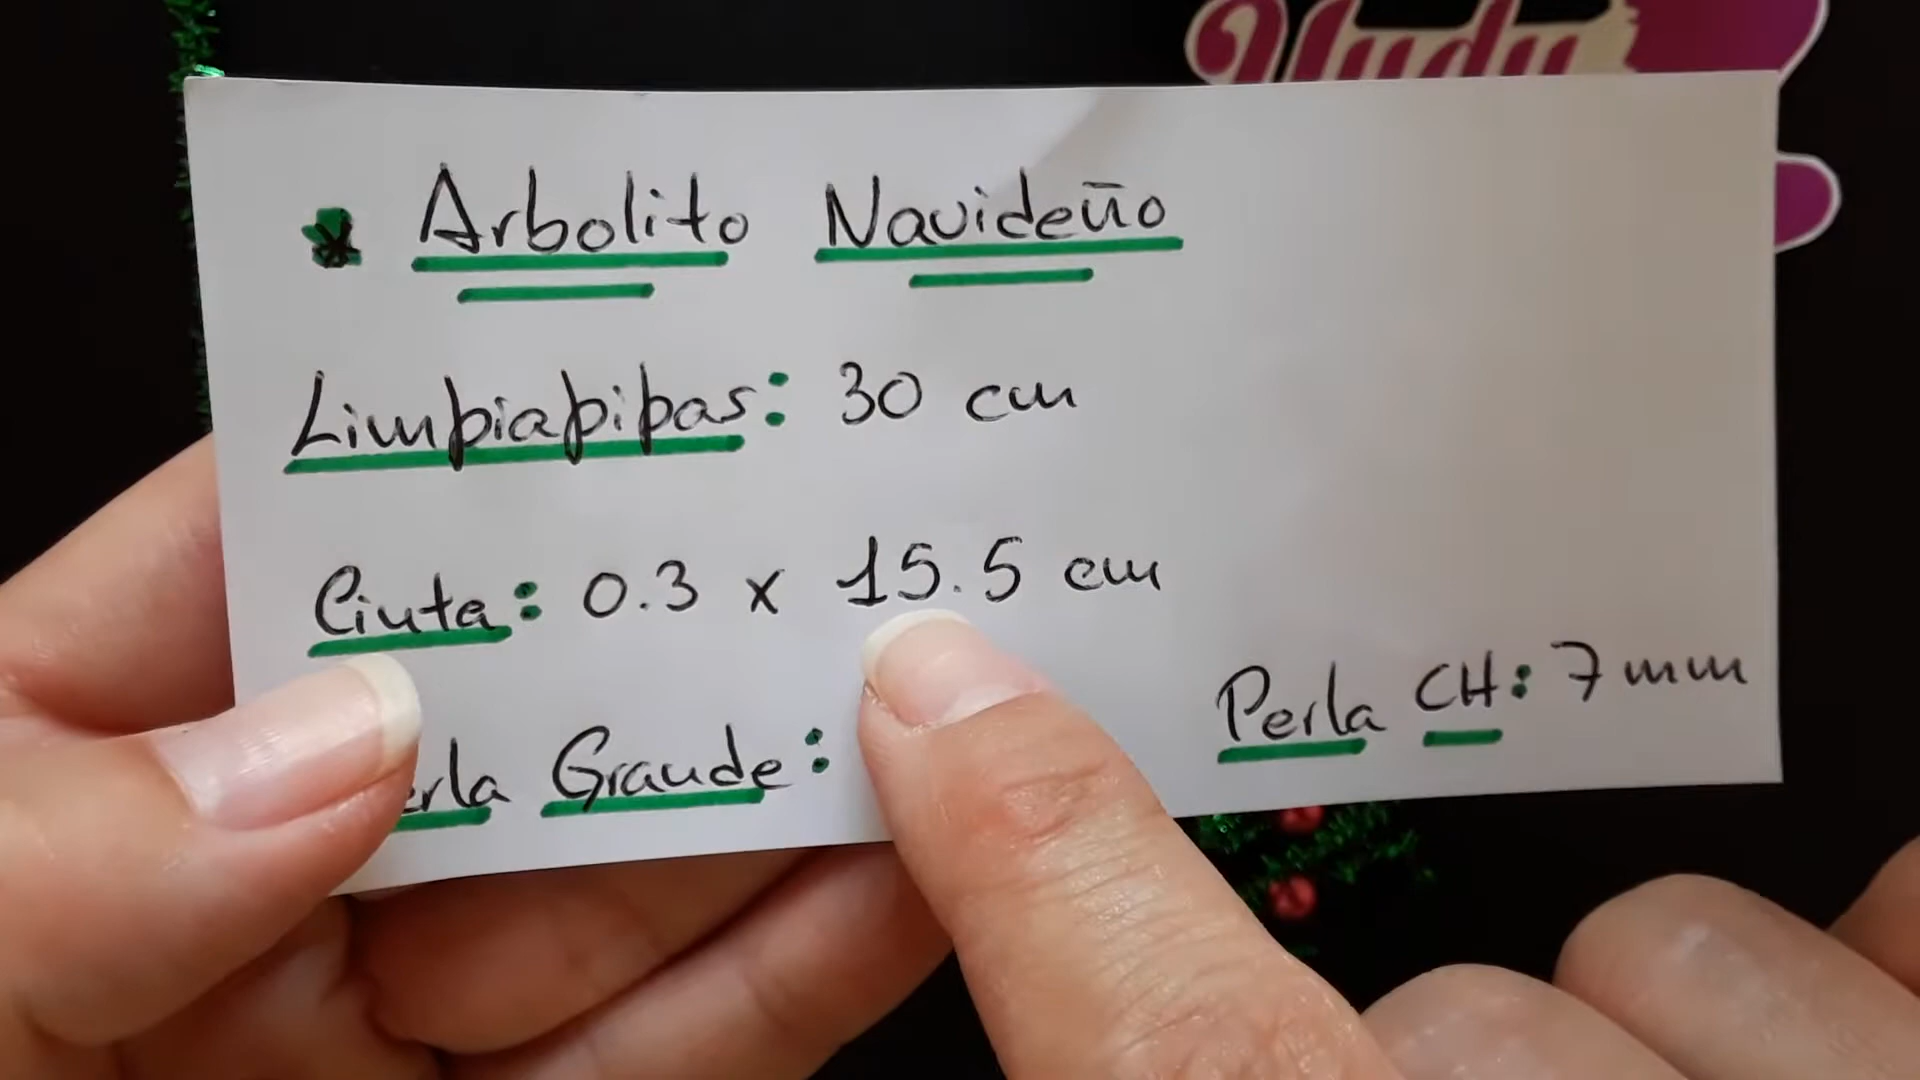 * Arbolito Navideño
Limpiapipas: 30 cm
Cinta: 0.3 x 15.5 cm
Grande:
Perla CH: 7 mm